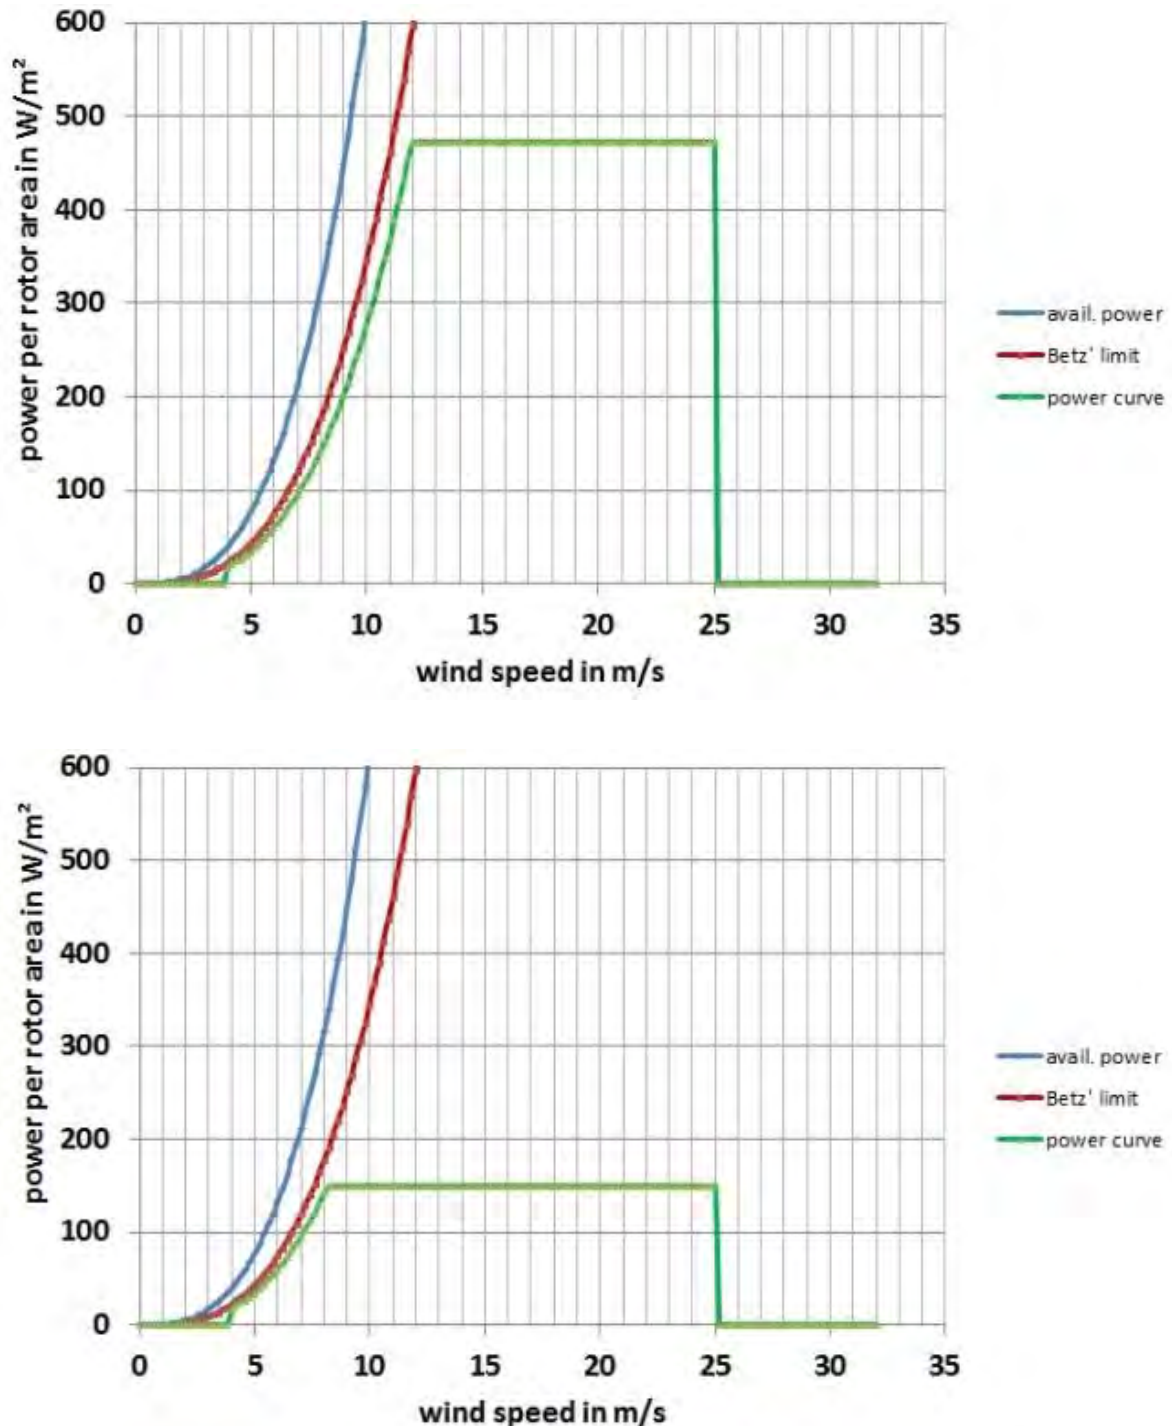 600
500
400
300
200
100
0
power per rotor area in W/m²
0 5 10 15 20 25 30 35
wind speed in m/s
avail. power
Betz' limit
power curve
600
500
400
300
200
100
0
power per rotor area in W/m²
0 5 10 15 20 25 30 35
wind speed in m/s
avail. power
Betz' limit
power curve